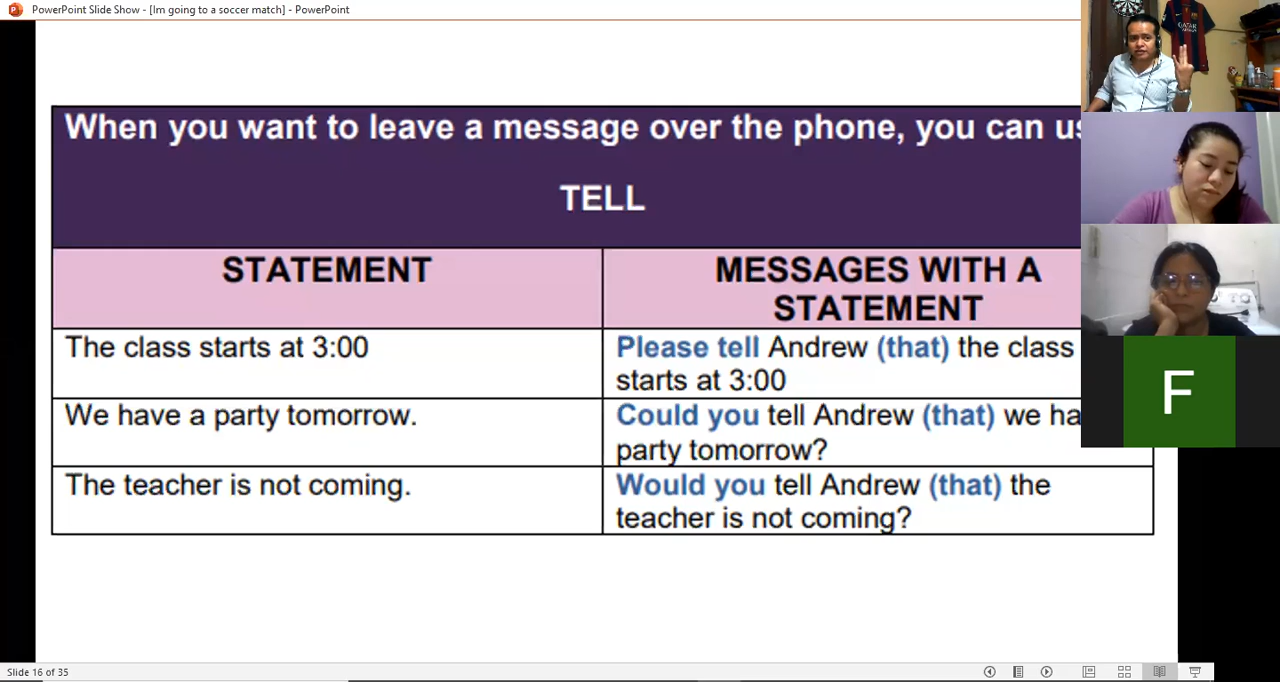 PowerPoint Slide Show - [Im going to a soccer match] - PowerPoint
When you want to leave a message over the phone, you can
TELL
STATEMENT
MESSAGES WITH A
STATEMENT
The class starts at 3:00
Please tell Andrew (that) the class
starts at 3:00
We have a party tomorrow.
Could you tell Andrew (that) we
party tomorrow?
The teacher is not coming.
Would you tell Andrew (that) the
teacher is not coming?
QATAR
F
Slide 16 of 35